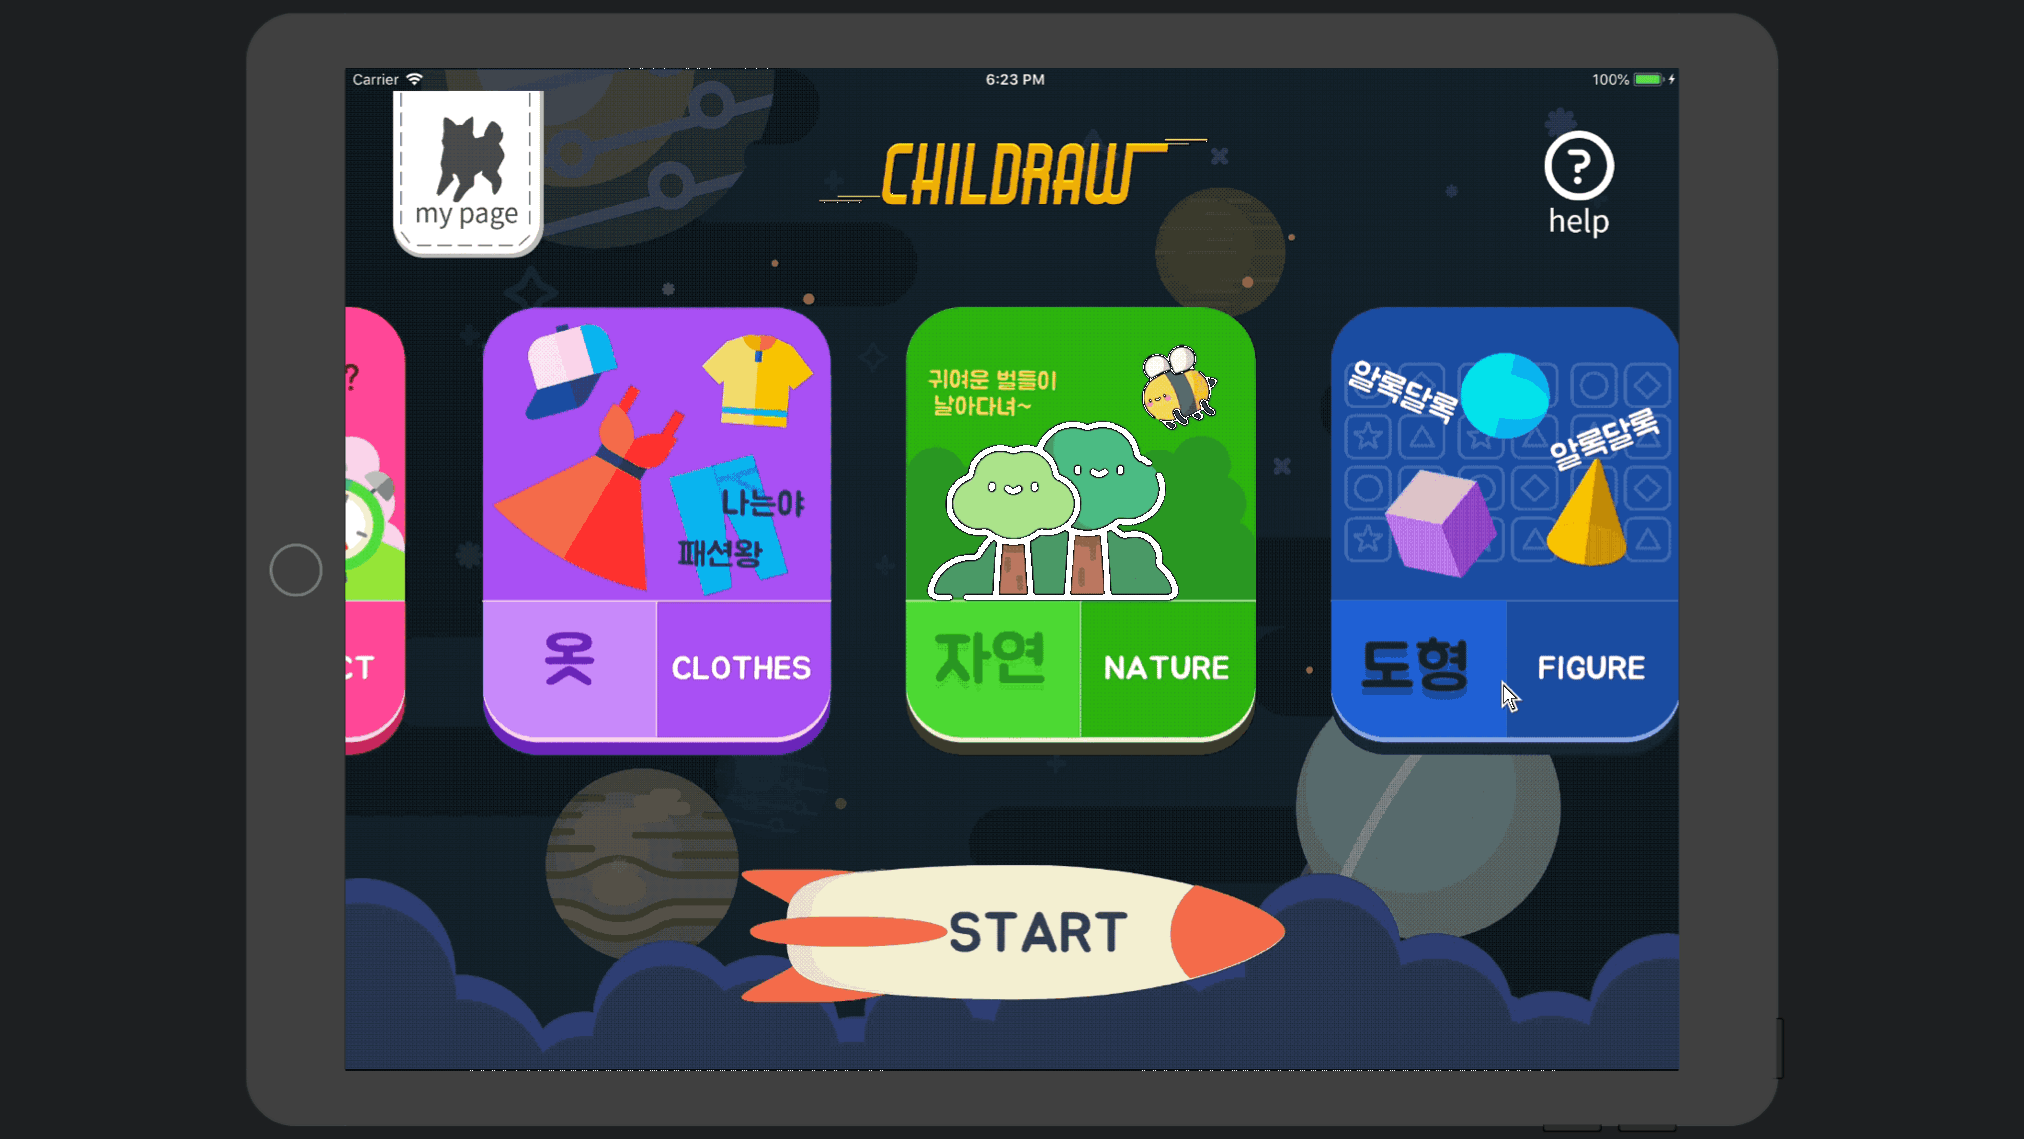 Carrier
6:23 PM
100%
my page
CHILDRAW
?
help
?
CT
나는야
패션왕
옷
CLOTHES
귀여운 벌들이
날아다녀~
자연
NATURE
알록달록
알록달록
도형
FIGURE
START